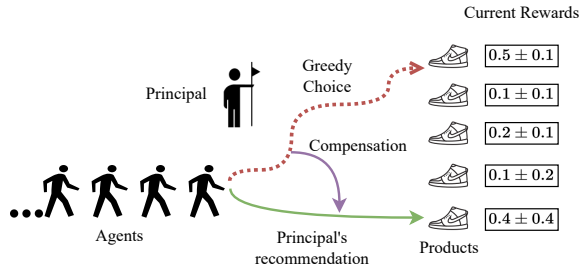 Current Rewards
Greedy
Choice
0.5 ± 0.1
Principal
0.1 ± 0.1
Compensation
0.2 ± 0.1
0.1 ± 0.2
0.4 ± 0.4
Agents
Principal's
recommendation
Products